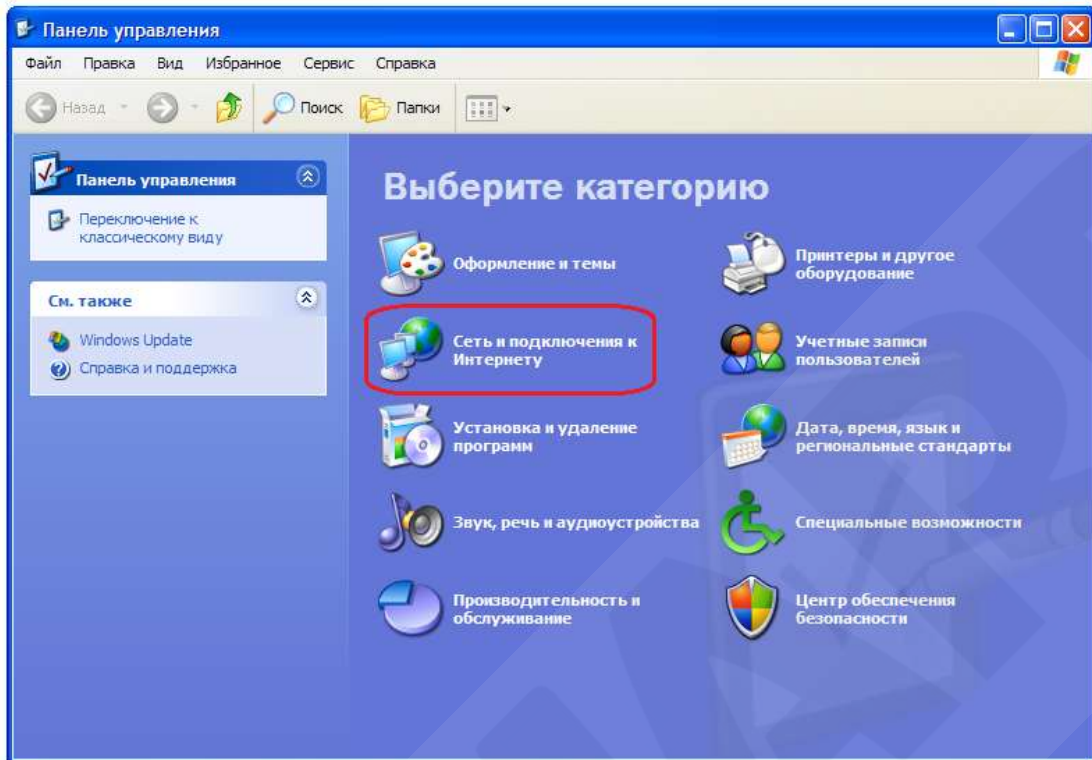 Панель управления
Файл Правка Вид Избранное Сервис Справка
Назад Поиск Папки
Панель управления
Переключение к
классическому виду
См. также
Windows Update
Справка и поддержка
Выберите категорию
Оформление и темы
Принтеры и другое
оборудование
Сеть и подключения к
Интернету
Учетные записи
пользователей
Установка и удаление
программ
Дата, время, язык и
региональные стандарты
Звук, речь и аудиоустройства
Специальные возможности
Производительность и
обслуживание
Центр обеспечения
безопасности